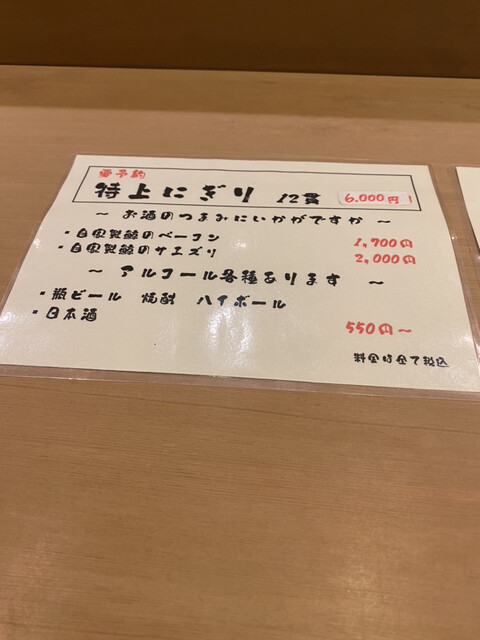 要予約
特上にぎり 12貫 6,000円!
~ お酒のつまみにいかがですか ~
・自家製鯨のベーコン 1,700円
・自家製鯨のサエズリ 2,000円
~ アルコール各種あります ~
・瓶ビール 焼酎 ハイボール
・日本酒 550円~
料金は全て税込